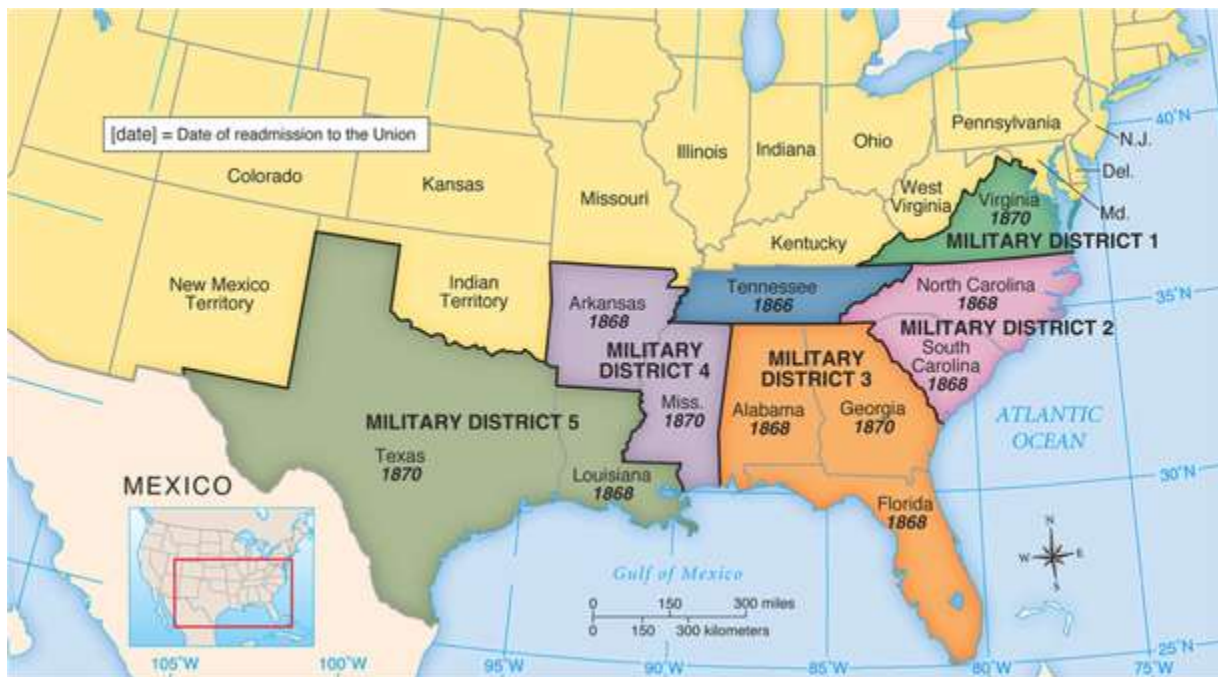 [date] = Date of readmission to the Union
Colorado
Kansas
Missouri
Illinois
Indiana
Ohio
Pennsylvania
N.J.
Del.
Md.
West
Virginia
Virginia
1870
MILITARY DISTRICT 1
Kentucky
New Mexico
Territory
Indian
Territory
Arkansas
1868
Tennessee
1866
North Carolina
1868
MILITARY DISTRICT 2
South
Carolina
1868
MILITARY
DISTRICT 4
Miss.
1870
MILITARY
DISTRICT 3
Alabama
1868
Georgia
1870
Florida
1868
MILITARY DISTRICT 5
Texas
1870
Louisiana
1868
MEXICO
ATLANTIC
OCEAN
Gulf of Mexico
0 150 300 miles
0 150 300 kilometers
N
W E
S
40°N
35°N
30°N
25°N
105°W
100°W
95°W
90°W
85°W
80°W
75°W